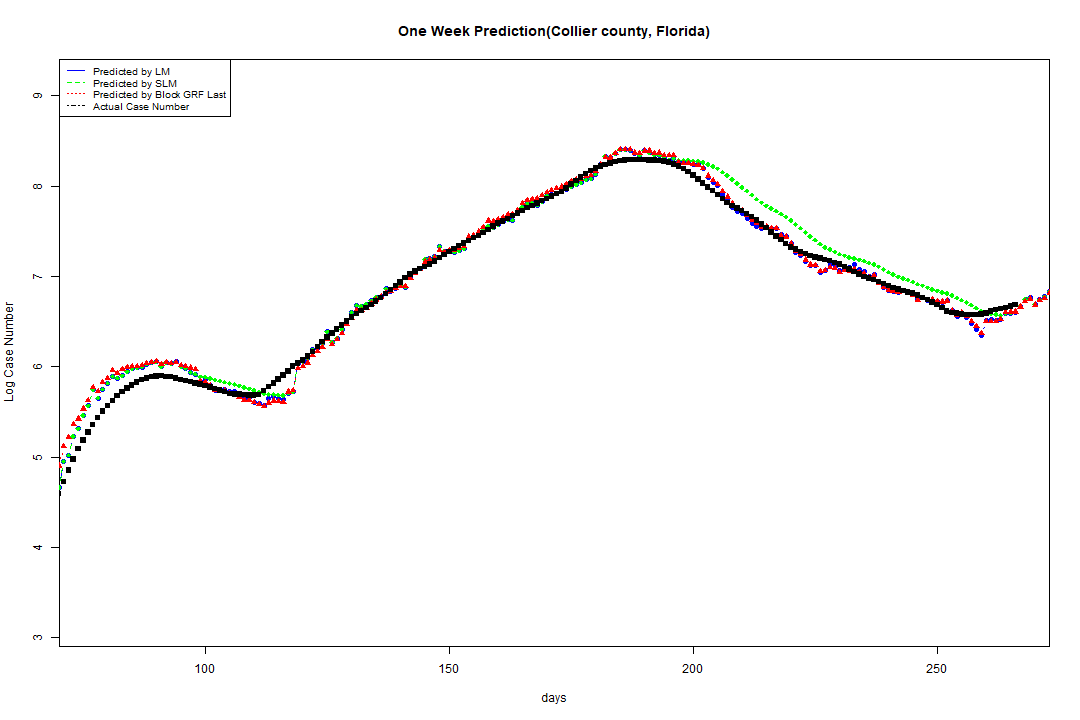 One Week Prediction(Collier county, Florida)
Predicted by LM
Predicted by SLM
Predicted by Block GRF Last
Actual Case Number
9
8
7
6
5
4
3
Log Case Number
100 150 200 250
days